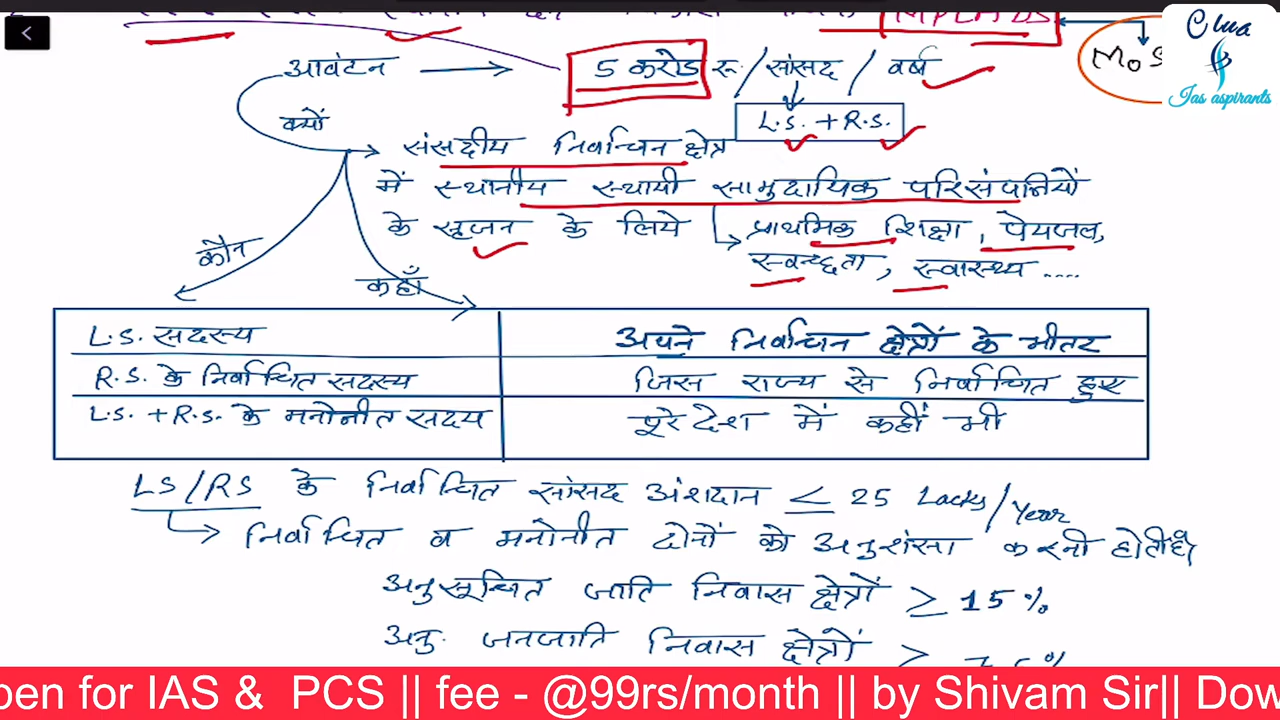 MPLADS
Clua
Ias aspirants
MoS
आवंटन → 5 करोड़ रू. / सांसद / वर्ष
L.S. + R.S.
क्यों
संसदीय निर्वाचन क्षेत्र
में स्थानीय स्थायी सामुदायिक परिसंपत्तियों
के सृजन के लिये → प्राथमिक शिक्षा, पेयजल,
स्वच्छता, स्वास्थ्य ....
कौन
कहाँ
L.S. सदस्य अपने निर्वाचन क्षेत्रों के भीतर
R.S. के निर्वाचित सदस्य जिस राज्य से निर्वाचित हुए
L.S. + R.S. के मनोनीत सदस्य पूरे देश में कहीं भी
LS/RS के निर्वाचित सांसद अंशदान ≤ 25 Lacks/Year
→ निर्वाचित व मनोनीत दोनों को अनुशंसा करनी होती है
अनुसूचित जाति निवास क्षेत्रों ≥ 15 %
अनु. जनजाति निवास क्षेत्रों
pen for IAS & PCS || fee - @99rs/month || by Shivam Sir|| Dow